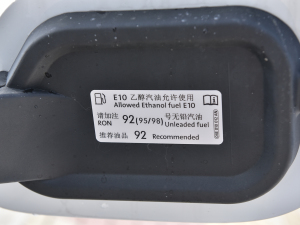 E10 乙醇汽油允许使用
Allowed Ethanol fuel E10
请加注 92(95/98)号无铅汽油
RON Unleaded fuel
推荐油品 92 Recommended